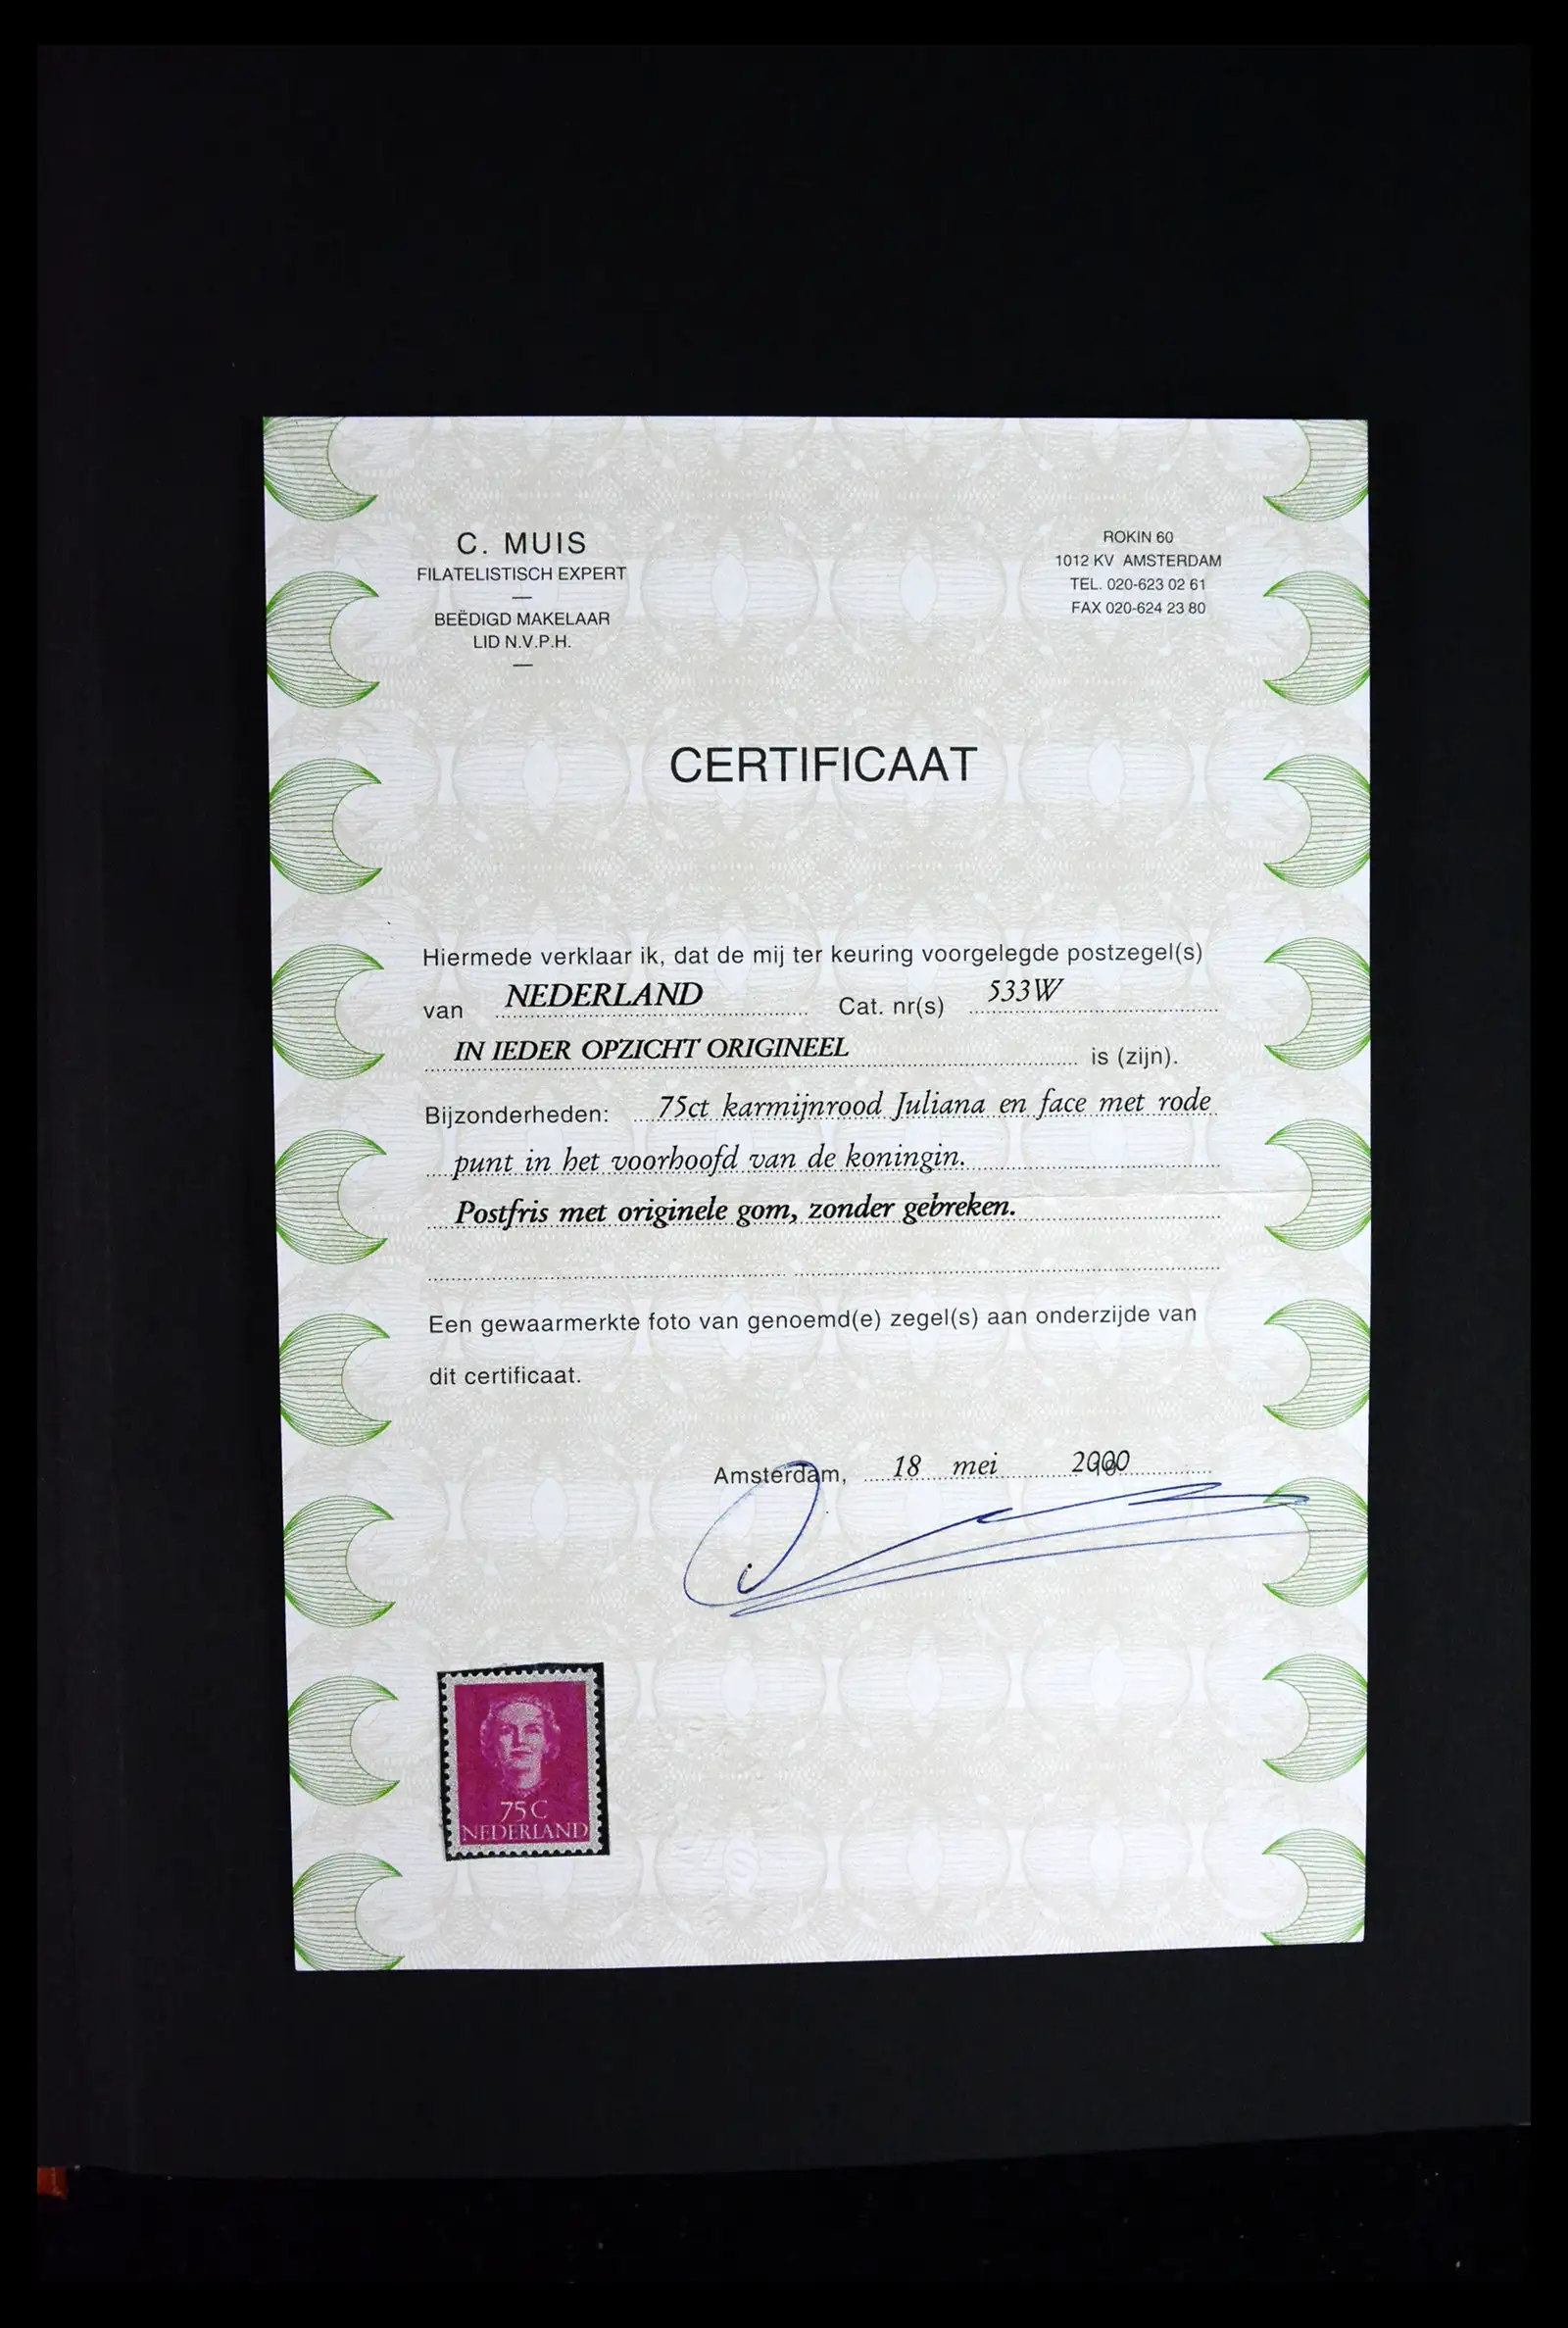 C. MUIS
FILATELISTISCH EXPERT
BEËDIGD MAKELAAR
LID N.V.P.H.
ROKIN 60
1012 KV AMSTERDAM
TEL. 020-623 02 61
FAX 020-624 23 80
CERTIFICAAT
Hiermede verklaar ik, dat de mij ter keuring voorgelegde postzegel(s)
van NEDERLAND Cat. nr(s) 533W
IN IEDER OPZICHT ORIGINEEL is (zijn).
Bijzonderheden: 75ct karmijnrood Juliana en face met rode
punt in het voorhoofd van de koningin.
Postfris met originele gom, zonder gebreken.
Een gewaarmerkte foto van genoemd(e) zegel(s) aan onderzijde van
dit certificaat.
Amsterdam, 18 mei 2000
75 C
NEDERLAND